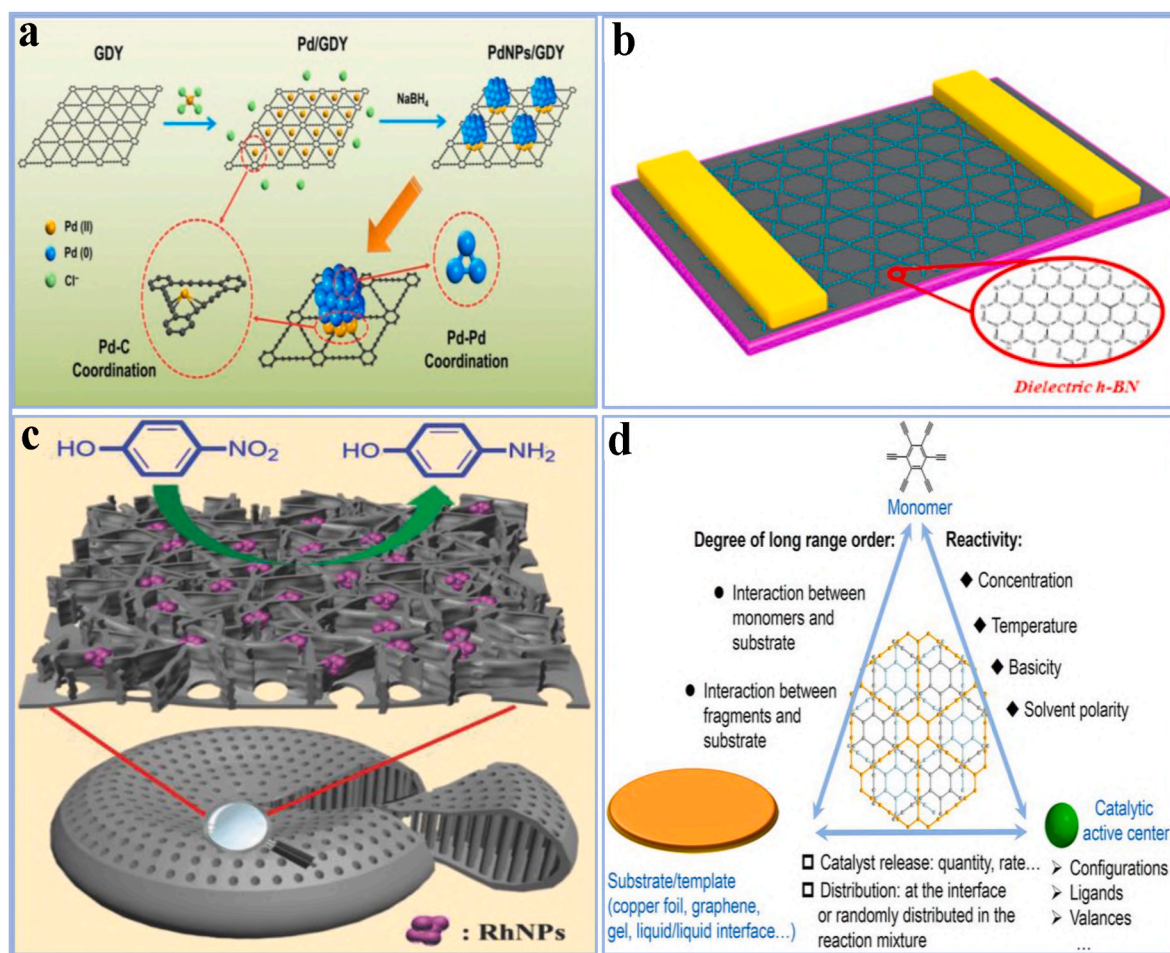 a
GDY
Pd/GDY
PdNPs/GDY
NaBH₄
Pd (II)
Pd (0)
Cl⁻
Pd-C
Coordination
Pd-Pd
Coordination
b
Dielectric h-BN
c
HO
NO₂
HO
NH₂
: RhNPs
d
Monomer
Degree of long range order:
Reactivity:
● Interaction between
monomers and
substrate
● Interaction between
fragments and
substrate
◆ Concentration
◆ Temperature
◆ Basicity
◆ Solvent polarity
Substrate/template
(copper foil, graphene,
gel, liquid/liquid interface...)
❑ Catalyst release: quantity, rate…
❑ Distribution: at the interface
or randomly distributed in the
reaction mixture
Catalytic
active center
➢ Configurations
➢ Ligands
➢ Valances
…